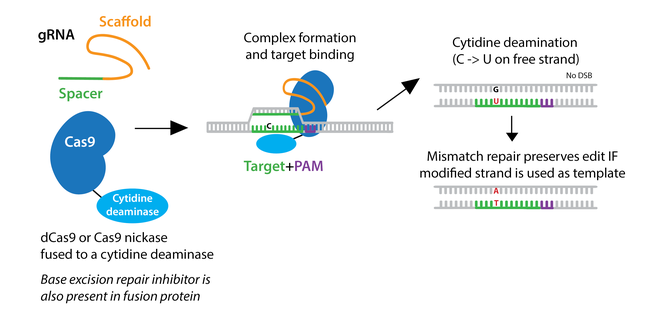 gRNA
Scaffold
Spacer
Cas9
Cytidine
deaminase
dCas9 or Cas9 nickase
fused to a cytidine deaminase
Base excision repair inhibitor is
also present in fusion protein
Complex formation
and target binding
C
Target+PAM
Cytidine deamination
(C -> U on free strand)
No DSB
G
U
Mismatch repair preserves edit IF
modified strand is used as template
A
T